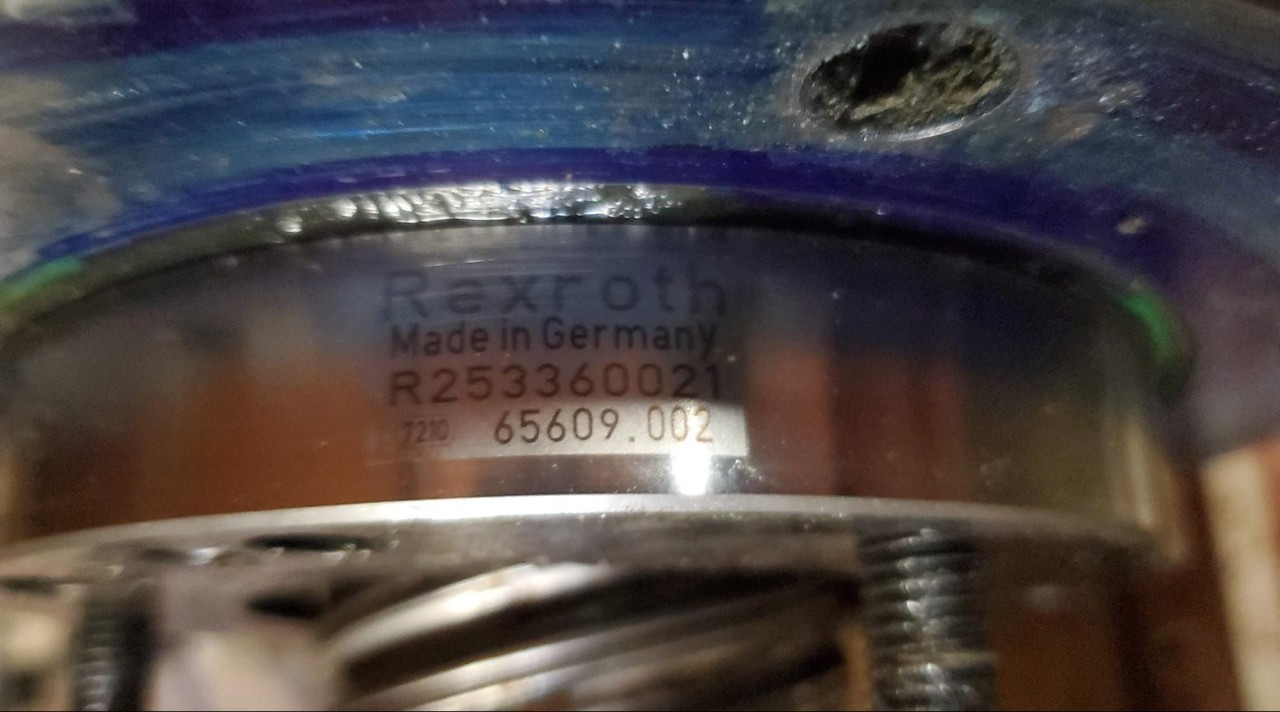 Rexroth
Made in Germany
R253360021
7210 65609.002